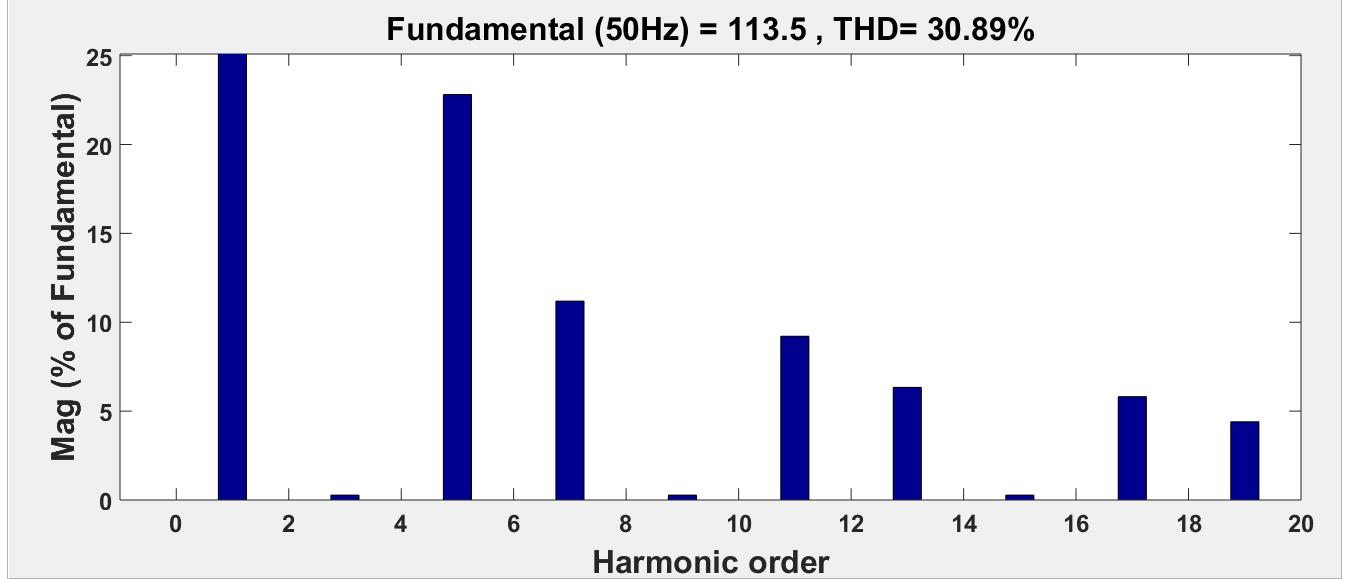 Fundamental (50Hz) = 113.5 , THD= 30.89%
Mag (% of Fundamental)
25
20
15
10
5
0
0 2 4 6 8 10 12 14 16 18 20
Harmonic order